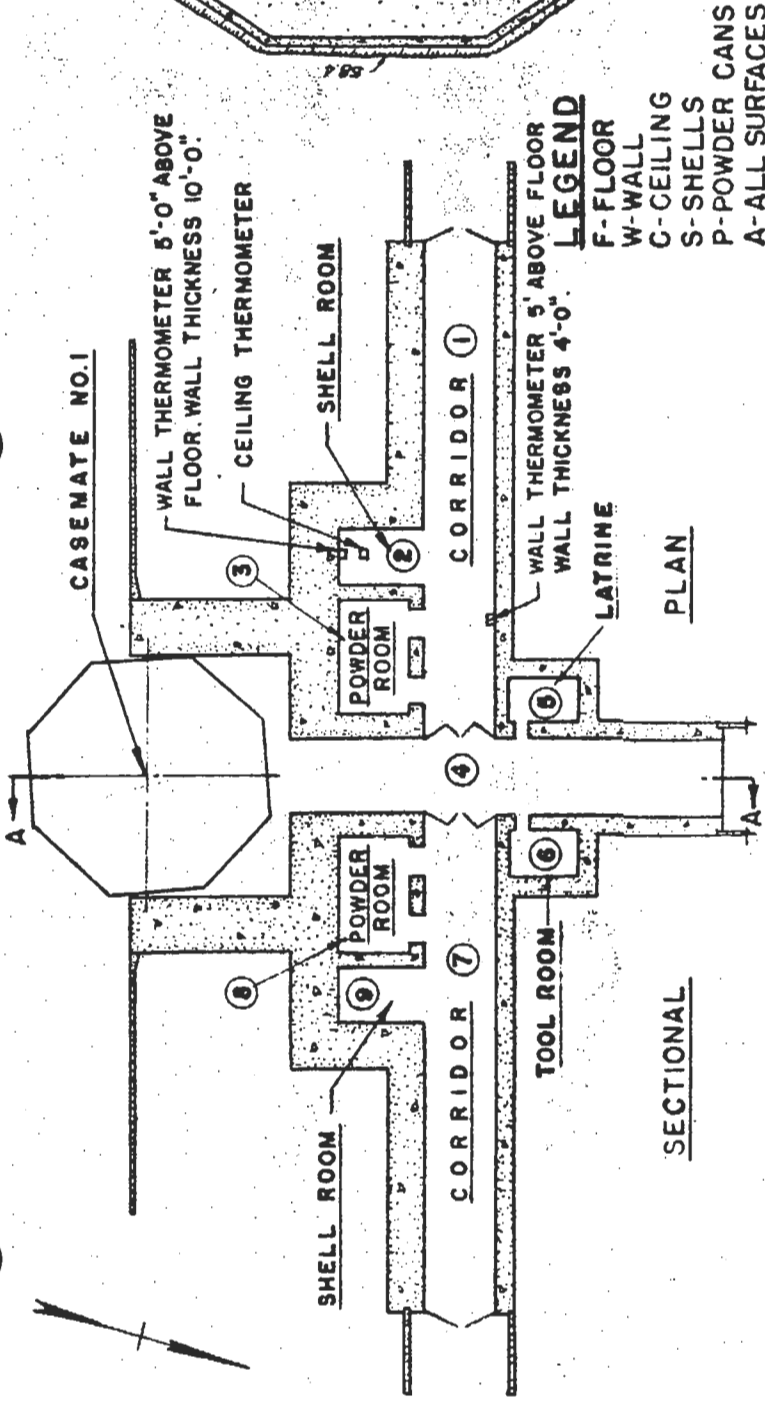 CASEMATE NO.1
WALL THERMOMETER 5'-0" ABOVE
FLOOR. WALL THICKNESS 10'-0".
CEILING THERMOMETER
SHELL ROOM
58.4
A
3
POWDER
ROOM
2
CORRIDOR 1
8
POWDER
ROOM
9
SHELL ROOM
CORRIDOR 7
4
WALL THERMOMETER 5' ABOVE FLOOR
WALL THICKNESS 4'-0".
5
LATRINE
6
TOOL ROOM
A
SECTIONAL
PLAN
LEGEND
F-FLOOR
W-WALL
C-CEILING
S-SHELLS
P-POWDER CANS
A-ALL SURFACES